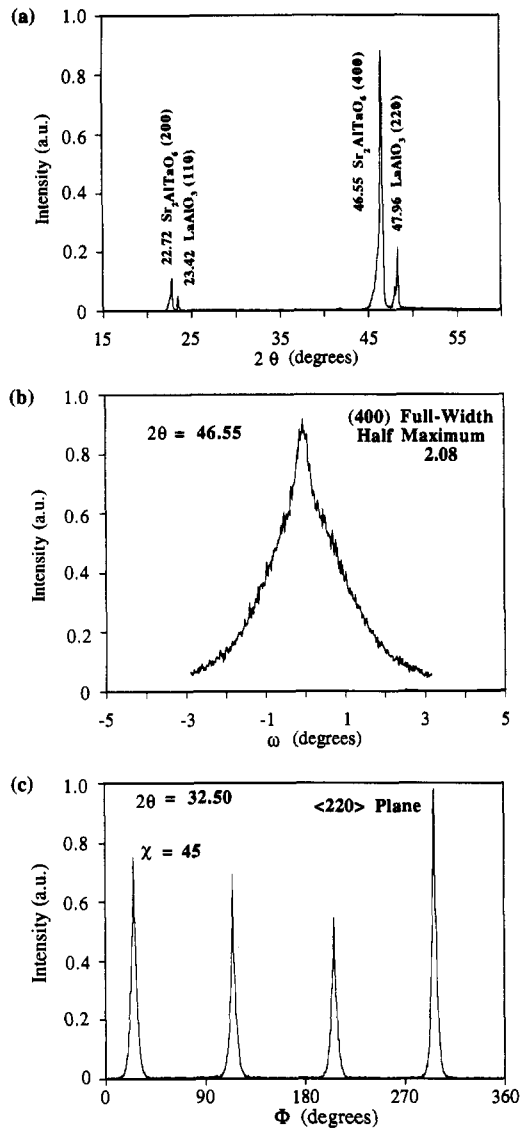 (a)
1.0
0.8
0.6
0.4
0.2
0
Intensity (a.u.)
22.72 Sr2AlTaO6 (200)
23.42 LaAlO3 (110)
46.55 Sr2AlTaO6 (400)
47.96 LaAlO3 (220)
15 25 35 45 55
2 θ (degrees)
(b)
1.0
0.8
0.6
0.4
0.2
0
Intensity (a.u.)
2θ = 46.55
(400) Full-Width
Half Maximum
2.08
-5 -3 -1 1 3 5
ω (degrees)
(c)
1.0
0.8
0.6
0.4
0.2
0
Intensity (a.u.)
2θ = 32.50
<220> Plane
χ = 45
0 90 180 270 360
Φ (degrees)